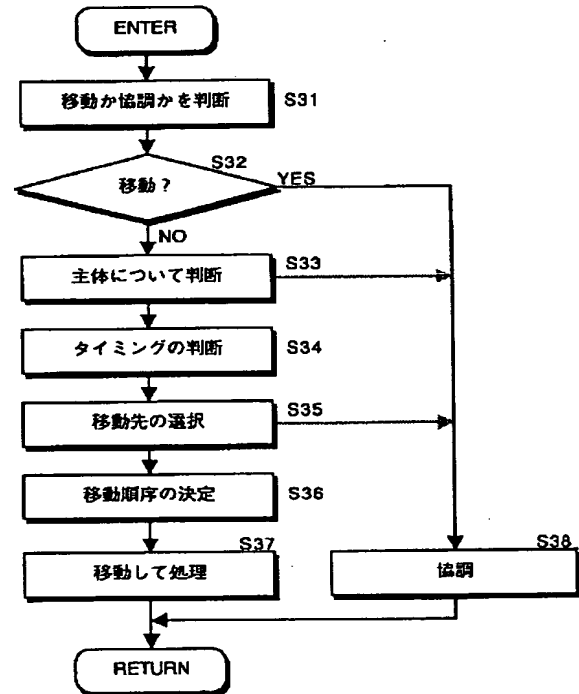 ENTER
移動か協調かを判断 S31
S32
移動？ YES
NO
主体について判断 S33
タイミングの判断 S34
移動先の選択 S35
移動順序の決定 S36
S37
移動して処理
S38
協調
RETURN